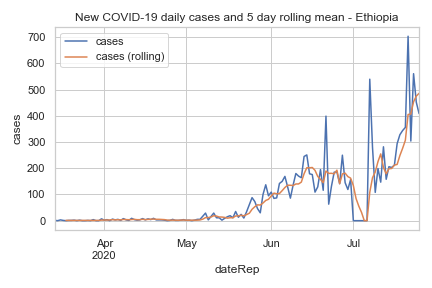 New COVID-19 daily cases and 5 day rolling mean - Ethiopia
cases
cases (rolling)
700
600
500
400
300
200
100
0
cases
Apr
2020
May
Jun
Jul
dateRep